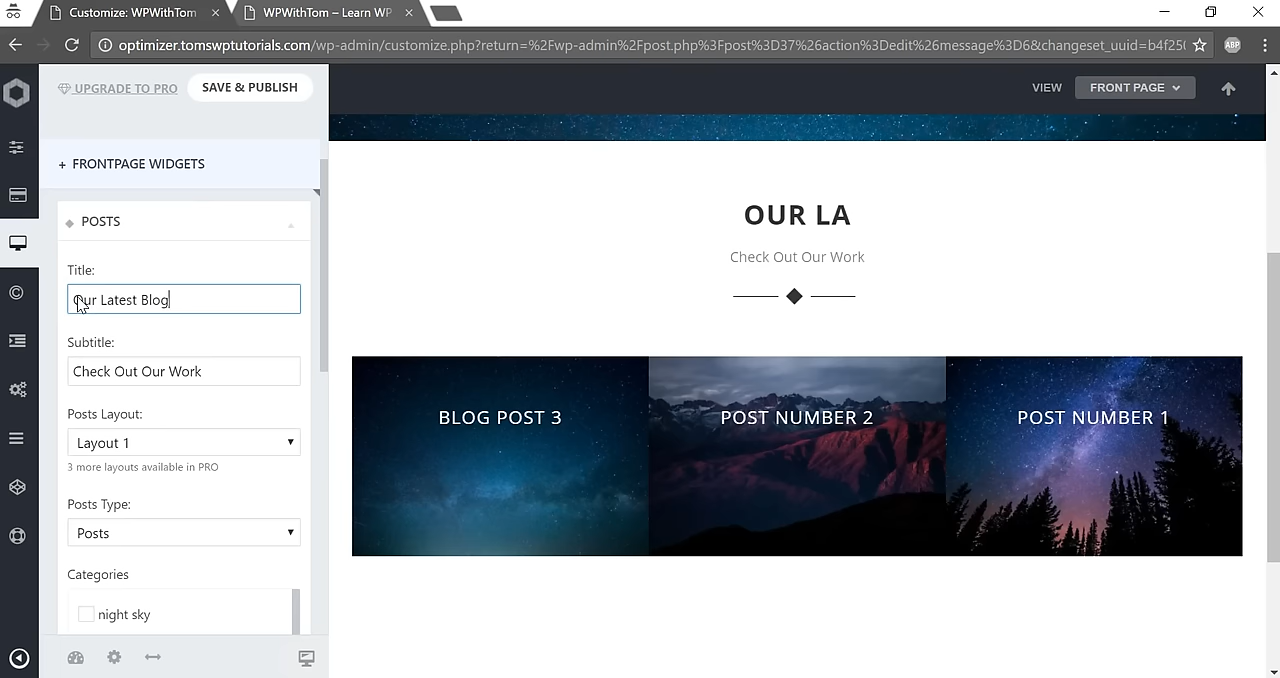 Customize: WPWithTom
WPWithTom – Learn WP
optimizer.tomswptutorials.com/wp-admin/customize.php?return=%2Fwp-admin%2Fpost.php%3Fpost%3D37%26action%3Dedit%26message%3D6&changeset_uuid=b4f25
ABP
UPGRADE TO PRO
SAVE & PUBLISH
VIEW
FRONT PAGE
+ FRONTPAGE WIDGETS
POSTS
Title:
Our Latest Blog
Subtitle:
Check Out Our Work
Posts Layout:
Layout 1
3 more layouts available in PRO
Posts Type:
Posts
Categories
night sky
OUR LA
Check Out Our Work
BLOG POST 3
POST NUMBER 2
POST NUMBER 1